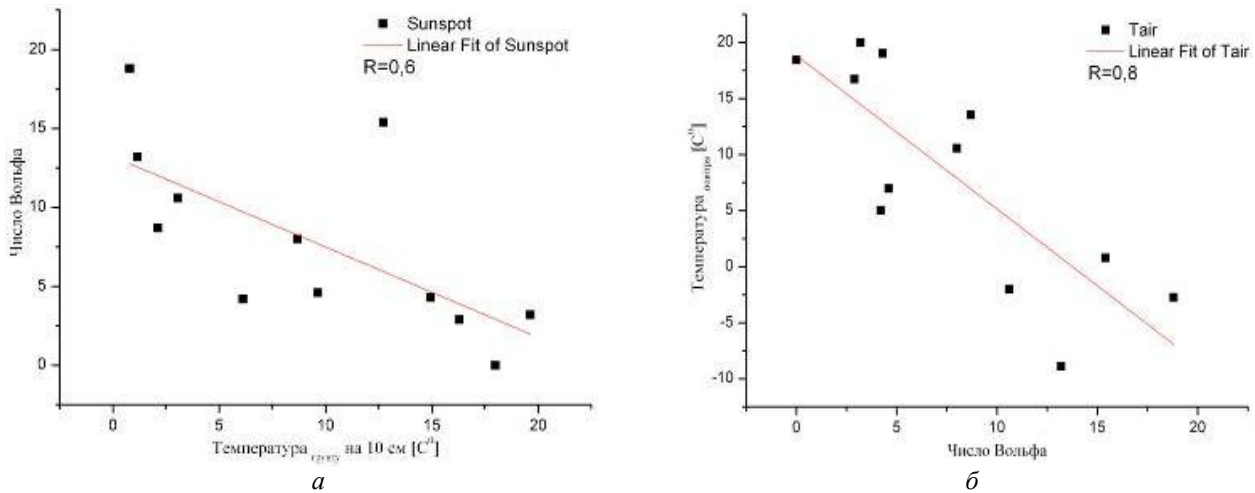 Sunspot
Linear Fit of Sunspot
R=0,6
20
15
10
5
0
Число Вольфа
0 5 10 15 20
Температура грунту на 10 см [C⁰]
а
Tair
Linear Fit of Tair
R=0,8
20
15
10
5
0
-5
-10
Температура [C⁰]
0 5 10 15 20
Число Вольфа
б